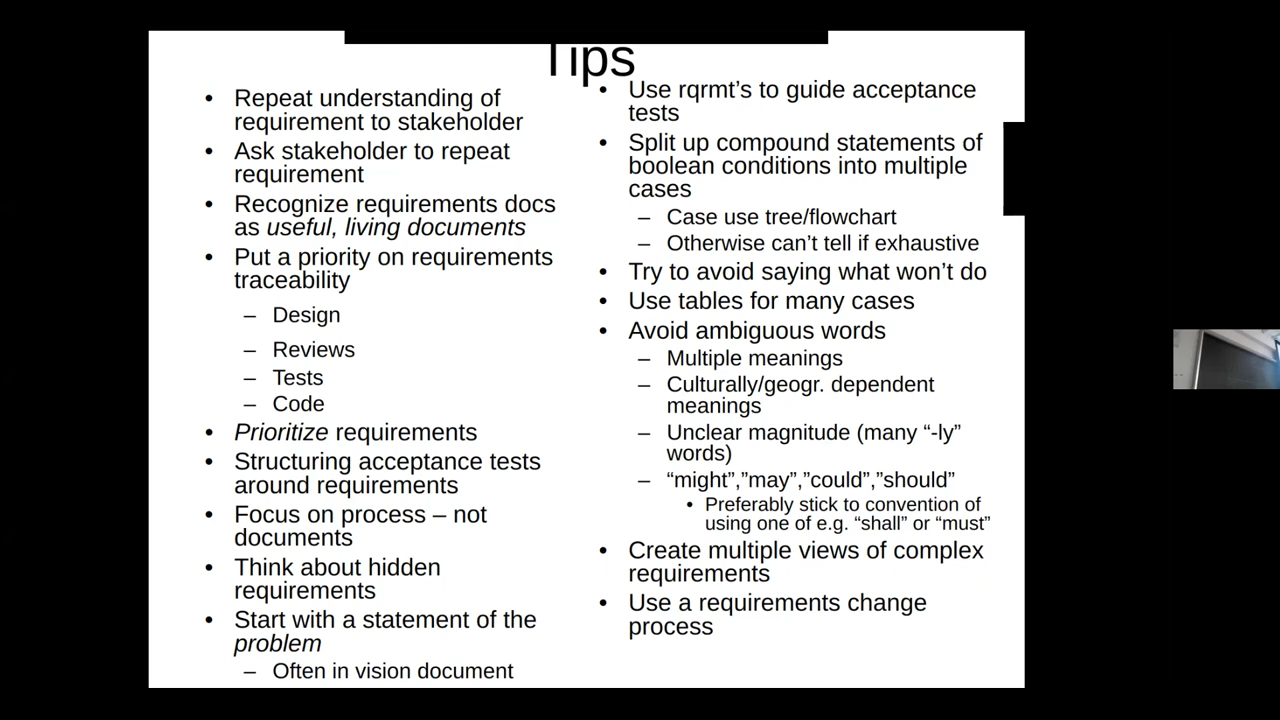 Tips
• Repeat understanding of
requirement to stakeholder
• Ask stakeholder to repeat
requirement
• Recognize requirements docs
as useful, living documents
• Put a priority on requirements
traceability
– Design
– Reviews
– Tests
– Code
• Prioritize requirements
• Structuring acceptance tests
around requirements
• Focus on process – not
documents
• Think about hidden
requirements
• Start with a statement of the
problem
– Often in vision document
• Use rqrmt’s to guide acceptance
tests
• Split up compound statements of
boolean conditions into multiple
cases
– Case use tree/flowchart
– Otherwise can’t tell if exhaustive
• Try to avoid saying what won’t do
• Use tables for many cases
• Avoid ambiguous words
– Multiple meanings
– Culturally/geogr. dependent
meanings
– Unclear magnitude (many “-ly”
words)
– “might”,”may”,”could”,”should”
• Preferably stick to convention of
using one of e.g. “shall” or “must”
• Create multiple views of complex
requirements
• Use a requirements change
process